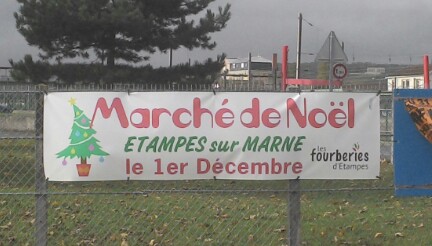 Marché de Noël
ETAMPES sur MARNE
le 1er Décembre
les
fourberies
d'Etampes